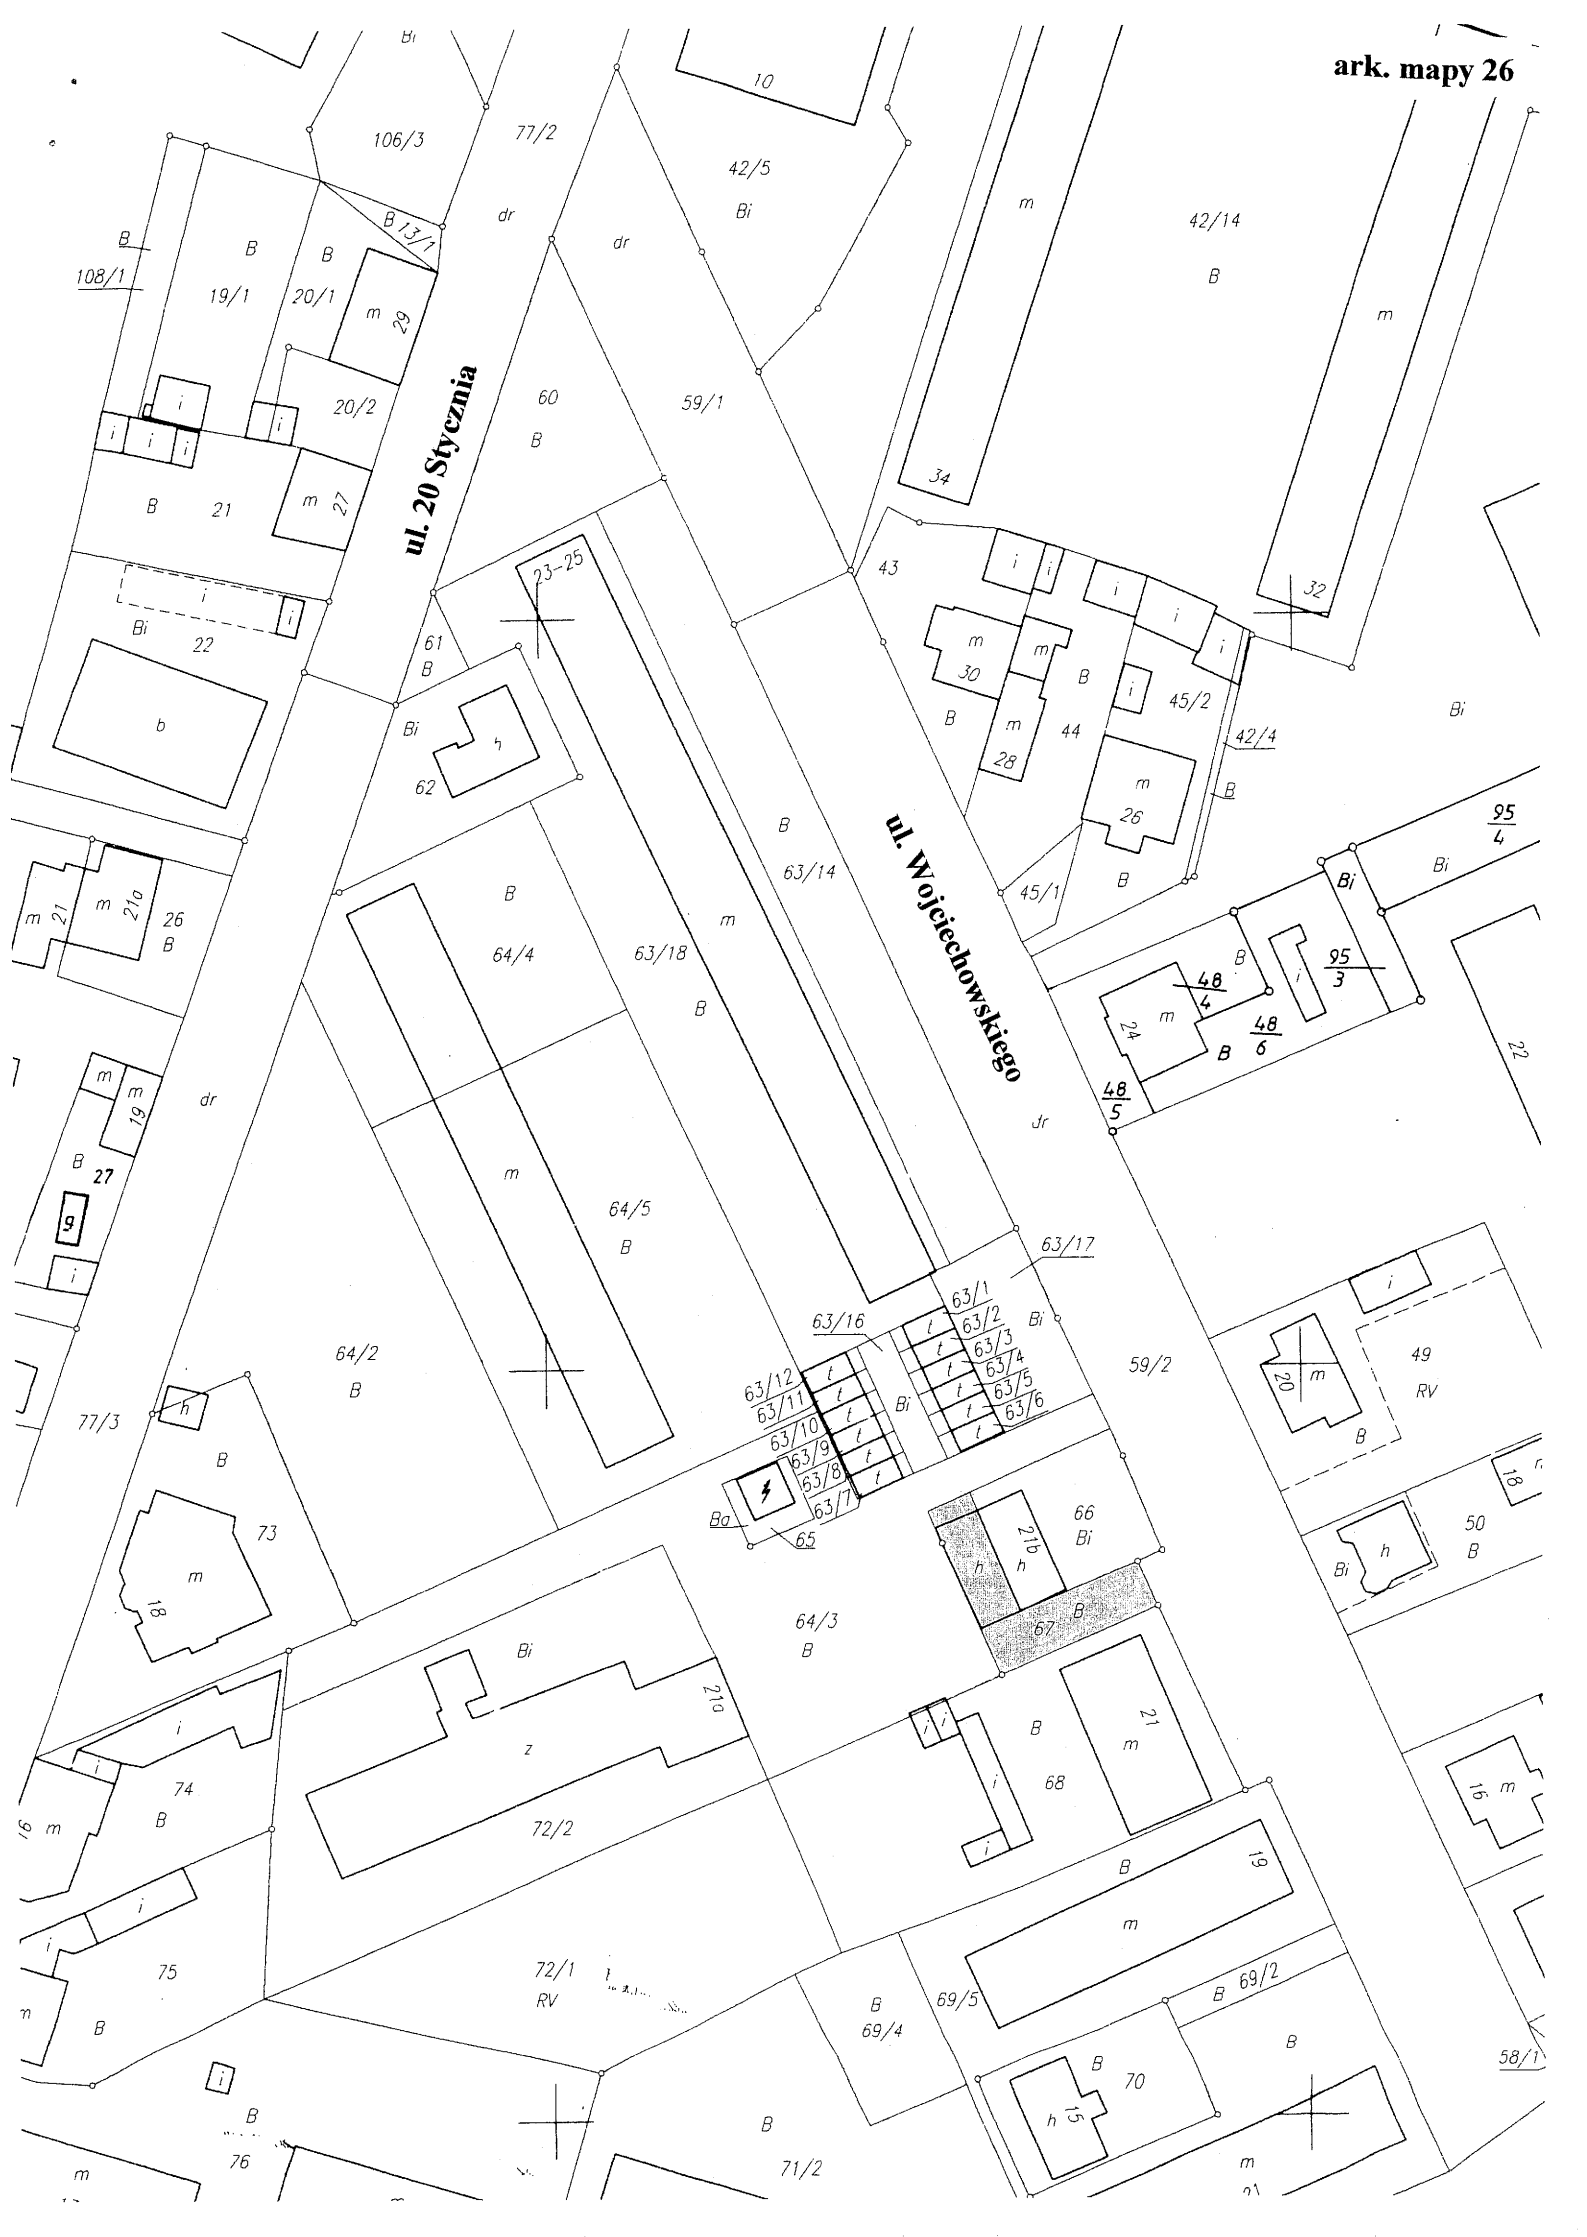 ark. mapy 26
Bi
10
106/3
77/2
42/5
Bi
m
42/14
B
m
dr
dr
B 13/1
B
108/1
B
19/1
B
20/1
m
29
i
i
i
i
i
20/2
ul. 20 Stycznia
60
B
59/1
34
32
B
21
m
27
i
i
Bi
22
b
23-25
61
B
Bi
62
43
i
i
i
i
i
m
30
m
m
28
B
B
44
i
45/2
42/4
B
m
26
Bi
45/1
B
95
4
Bi
Bi
95
3
m
21
m
21a
26
B
B
64/4
63/18
B
m
B
63/14
ul. Wojciechowskiego
B
48
4
i
m
24
B
48
6
48
5
22
dr
dr
m
m
19
B
27
g
i
m
64/5
B
63/17
63/1
63/2
63/3
63/4
63/5
63/6
63/16
Bi
Bi
t
t
t
t
t
t
t
t
t
t
t
63/12
63/11
63/10
63/9
63/8
63/7
64/2
B
77/3
h
B
59/2
i
49
RV
20
m
B
Ba
65
66
Bi
h
h
21b
B
67
18
50
B
Bi
h
73
m
18
64/3
B
Bi
21a
z
72/2
i
i
74
B
m
i
i
B
68
i
i
21
m
i
i
16
m
B
19
m
75
B
72/1
RV
B
69/4
69/5
B 69/2
B
58/1
B
70
h
15
i
B
76
m
B
71/2
m